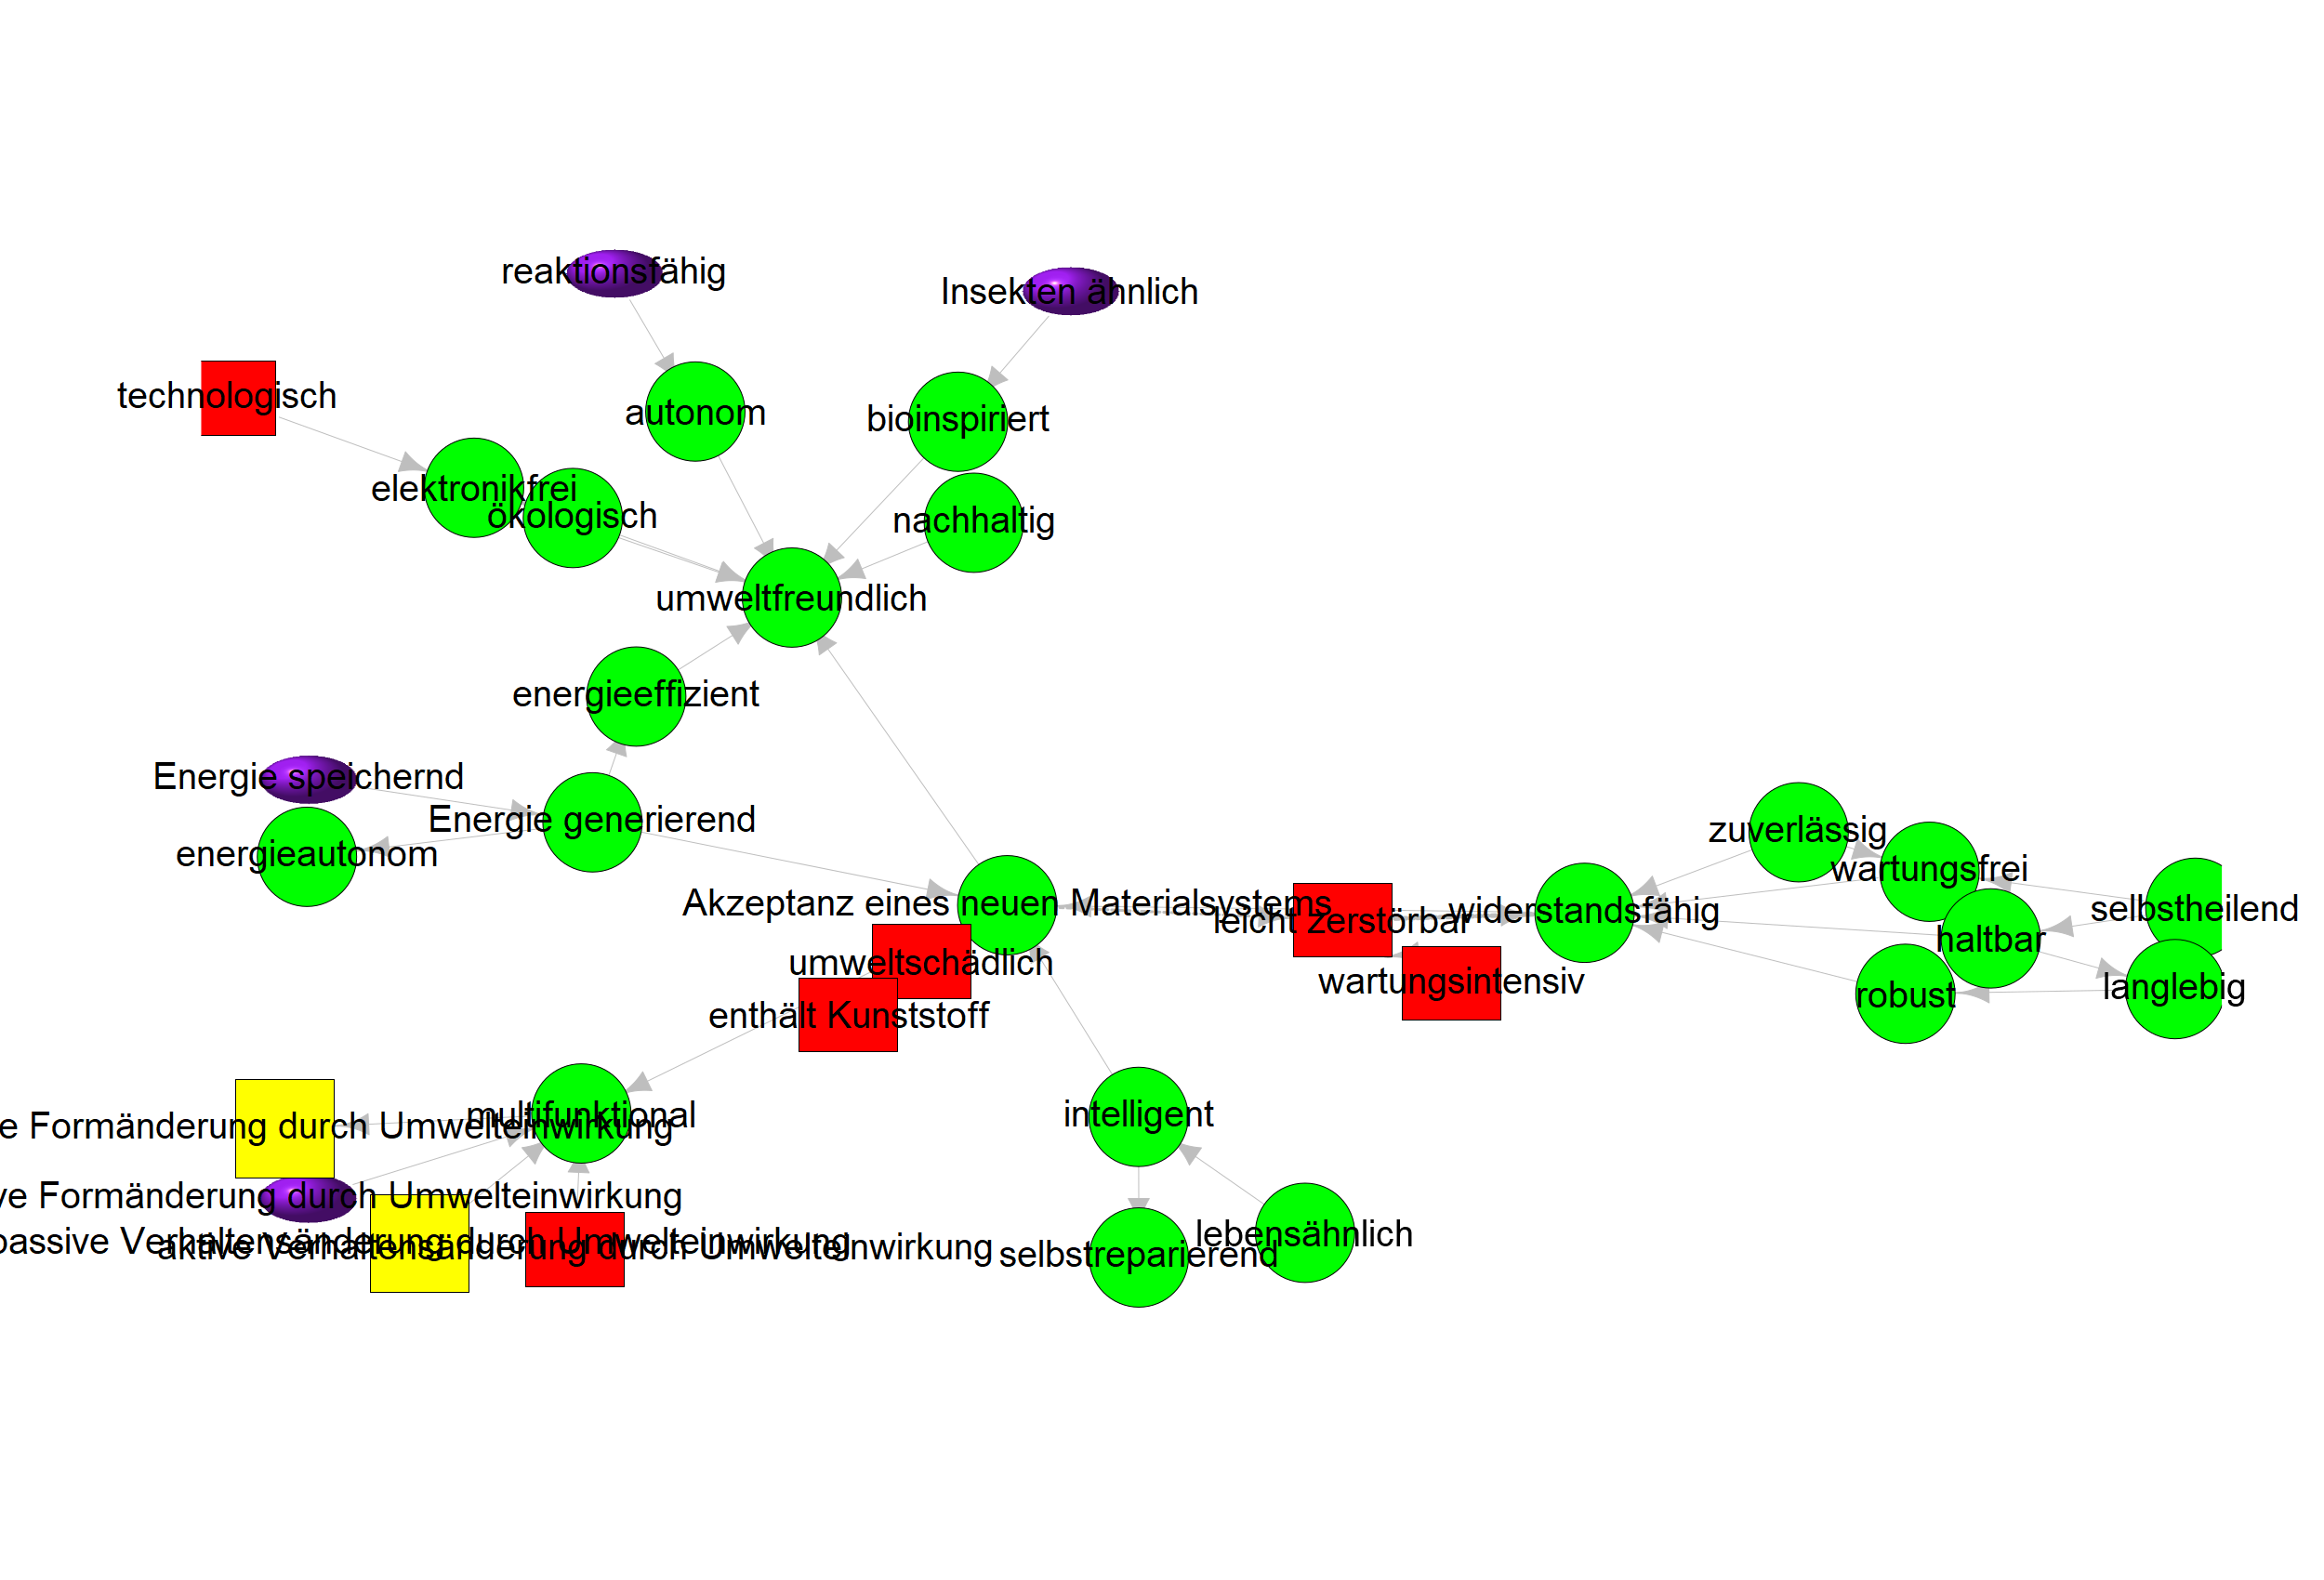 reaktionsfähig
Insekten ähnlich
technologisch
autonom
bioinspiriert
elektronikfrei
ökologisch
nachhaltig
umweltfreundlich
energieeffizient
Energie speichernd
Energie generierend
energieautonom
zuverlässig
wartungsfrei
Akzeptanz eines neuen Materialsystems
leicht zerstörbar
widerstandsfähig
selbstheilend
haltbar
umweltschädlich
wartungsintensiv
langlebig
robust
enthält Kunststoff
multifunktional
e Formänderung durch Umwelteinwirkung
intelligent
ve Formänderung durch Umwelteinwirkung
passive Verhaltensänderung durch Umwelteinwirkung
aktive Verhaltensänderung durch Umwelteinwirkung
lebensähnlich
selbstreparierend